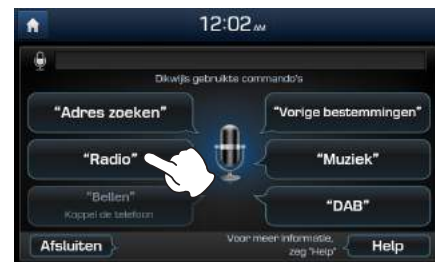 12:02 AM
Dikwijls gebruikte commando's
"Adres zoeken"
"Vorige bestemmingen"
"Radio"
"Muziek"
"Bellen"
Koppel de telefoon
"DAB"
Afsluiten
Voor meer informatie,
zeg "Help"
Help